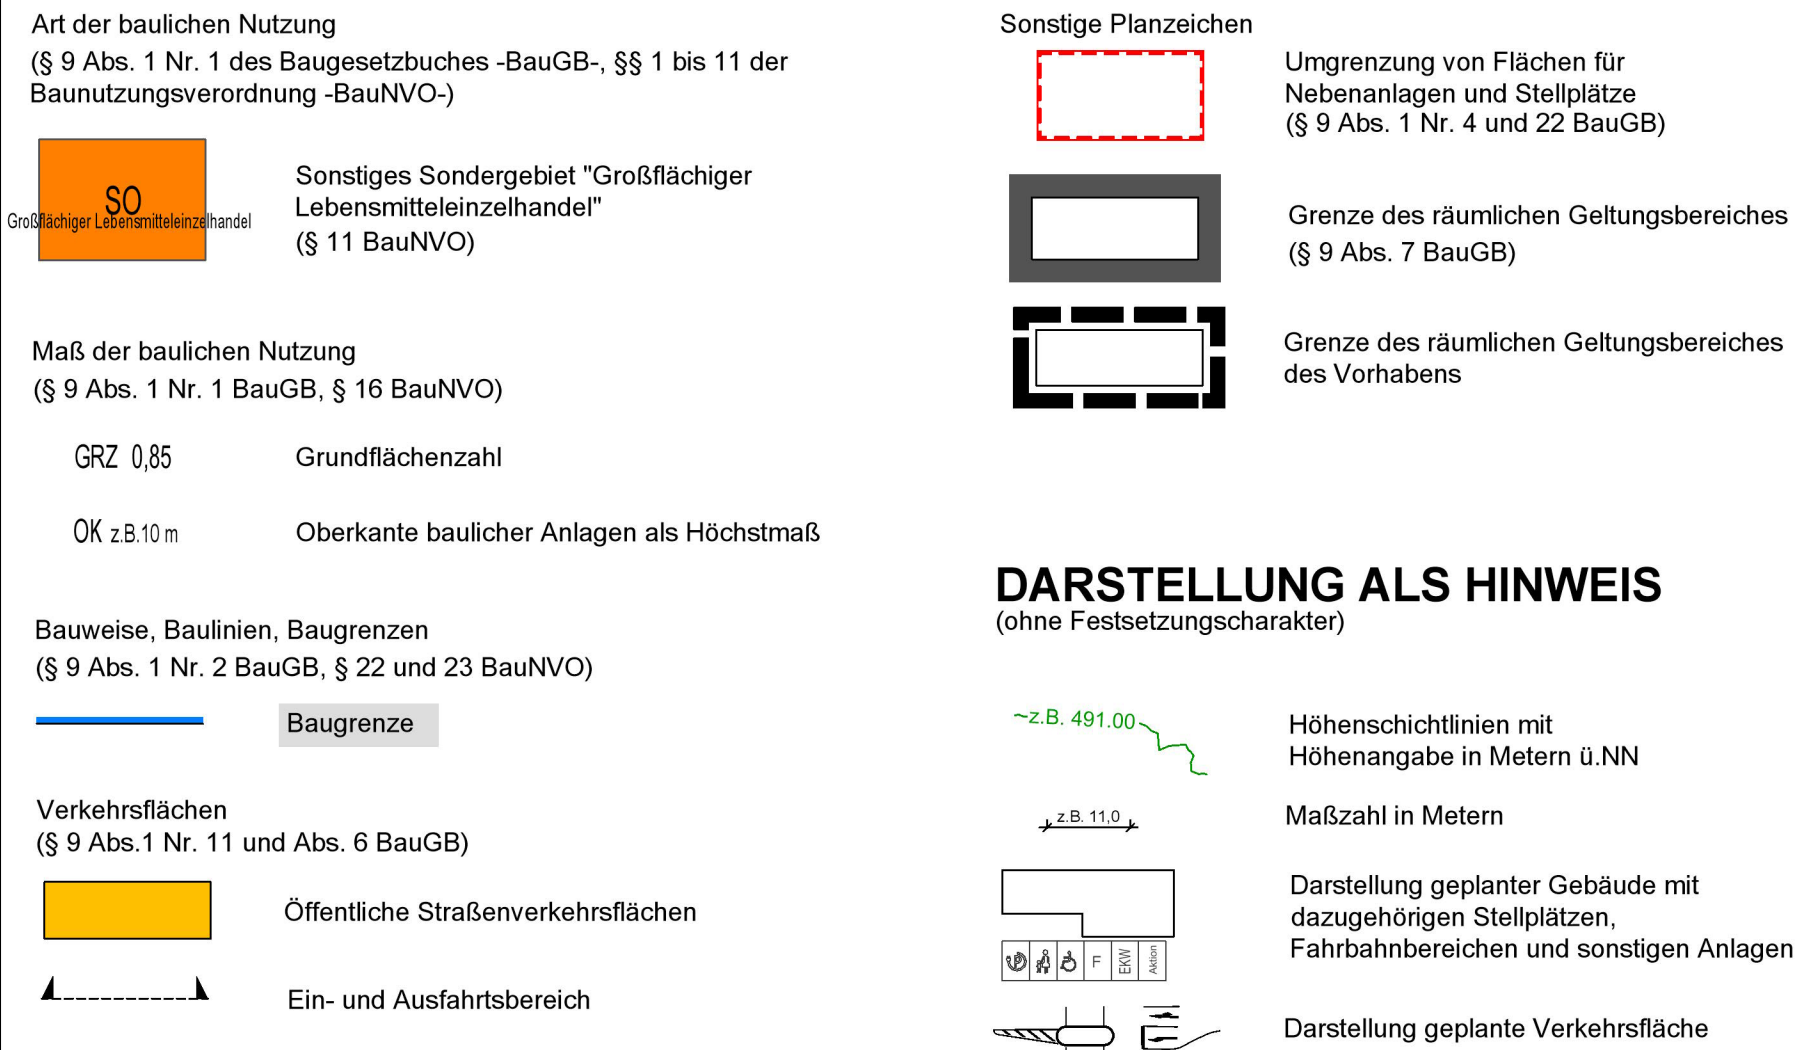 Art der baulichen Nutzung
(§ 9 Abs. 1 Nr. 1 des Baugesetzbuches -BauGB-, §§ 1 bis 11 der
Baunutzungsverordnung -BauNVO-)
SO
Großflächiger Lebensmitteleinzelhandel
Sonstiges Sondergebiet "Großflächiger
Lebensmitteleinzelhandel"
(§ 11 BauNVO)
Maß der baulichen Nutzung
(§ 9 Abs. 1 Nr. 1 BauGB, § 16 BauNVO)
GRZ 0,85
Grundflächenzahl
OK z.B.10 m
Oberkante baulicher Anlagen als Höchstmaß
Bauweise, Baulinien, Baugrenzen
(§ 9 Abs. 1 Nr. 2 BauGB, § 22 und 23 BauNVO)
Baugrenze
Verkehrsflächen
(§ 9 Abs.1 Nr. 11 und Abs. 6 BauGB)
Öffentliche Straßenverkehrsflächen
Ein- und Ausfahrtsbereich
Sonstige Planzeichen
Umgrenzung von Flächen für
Nebenanlagen und Stellplätze
(§ 9 Abs. 1 Nr. 4 und 22 BauGB)
Grenze des räumlichen Geltungsbereiches
(§ 9 Abs. 7 BauGB)
Grenze des räumlichen Geltungsbereiches
des Vorhabens
DARSTELLUNG ALS HINWEIS
(ohne Festsetzungscharakter)
~z.B. 491.00
Höhenschichtlinien mit
Höhenangabe in Metern ü.NN
z.B. 11,0
Maßzahl in Metern
P
F
EKW
Aktion
Darstellung geplanter Gebäude mit
dazugehörigen Stellplätzen,
Fahrbahnbereichen und sonstigen Anlagen
Darstellung geplante Verkehrsfläche